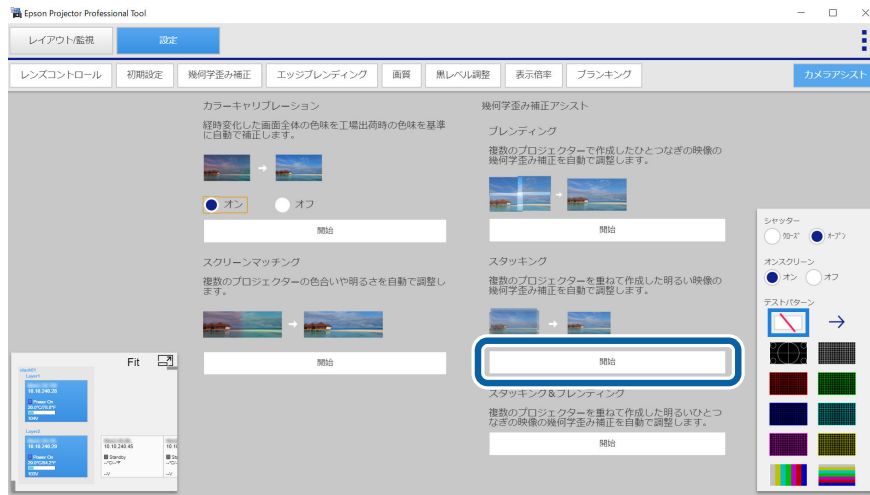 Epson Projector Professional Tool
レイアウト/監視
設定
レンズコントロール
初期設定
幾何学歪み補正
エッジブレンディング
画質
黒レベル調整
表示倍率
ブランキング
カメラアシスト
カラーキャリブレーション
経時変化した画面全体の色味を工場出荷時の色味を基準
に自動で補正します。
オン
オフ
開始
スクリーンマッチング
複数のプロジェクターの色合いや明るさを自動で調整し
ます。
開始
幾何学歪み補正アシスト
ブレンディング
複数のプロジェクターで作成したひとつなぎの映像の
幾何学歪み補正を自動で調整します。
開始
スタッキング
複数のプロジェクターを重ねて作成した明るい映像の
幾何学歪み補正を自動で調整します。
開始
スタッキング&ブレンディング
複数のプロジェクターを重ねて作成した明るいひとつ
なぎの映像の幾何学歪み補正を自動で調整します。
開始
シャッター
クローズ
オープン
オンスクリーン
オン
オフ
テストパターン
Fit
Layer1
10.10.240.28
Power On
Layer2
10.10.240.29
Power On
10.10.240.45
Standby